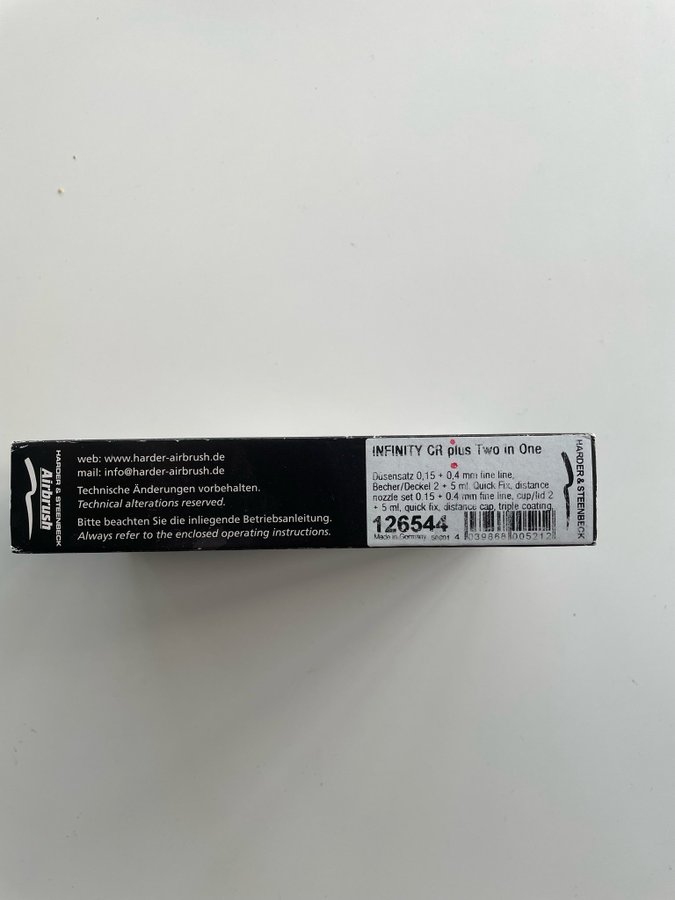 HARDER & STEENBECK
Airbrush
web: www.harder-airbrush.de
mail: info@harder-airbrush.de
Technische Änderungen vorbehalten.
Technical alterations reserved.
Bitte beachten Sie die inliegende Betriebsanleitung.
Always refer to the enclosed operating instructions.
INFINITY CR plus Two in One
Düsensatz 0,15 + 0,4 mm fine line,
Becher/Deckel 2 + 5 ml, Quick Fix, distance
nozzle set 0.15 + 0.4 mm fine line, cup/lid 2
+ 5 ml, quick fix, distance cap, triple coating
126544
Made in Germany
4 039868 005212
HARDER & STEENBECK